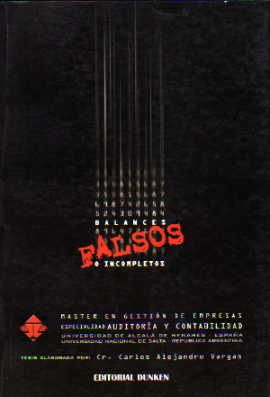 BALANCES
FALSOS
O INCOMPLETOS
MASTER EN GESTIÓN DE EMPRESAS
ESPECIALIDAD AUDITORÍA Y CONTABILIDAD
UNIVERSIDAD DE ALCALÁ DE HENARES - ESPAÑA
UNIVERSIDAD NACIONAL DE SALTA - REPÚBLICA ARGENTINA
TESIS ELABORADA POR: Cr. Carlos Alejandro Vargas
EDITORIAL DUNKEN